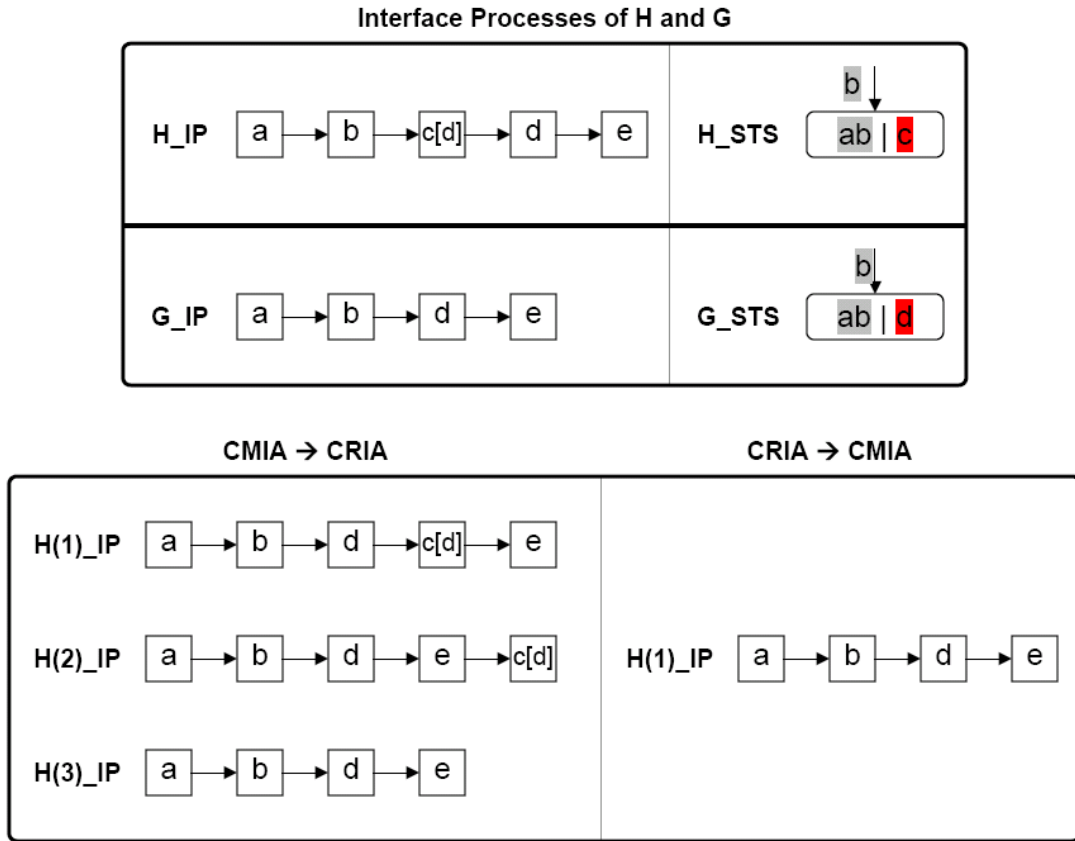 Interface Processes of H and G
b
H_IP a b c[d] d e H_STS ab | c
b
G_IP a b d e G_STS ab | d
CMIA → CRIA CRIA → CMIA
H(1)_IP a b d c[d] e
H(2)_IP a b d e c[d] H(1)_IP a b d e
H(3)_IP a b d e